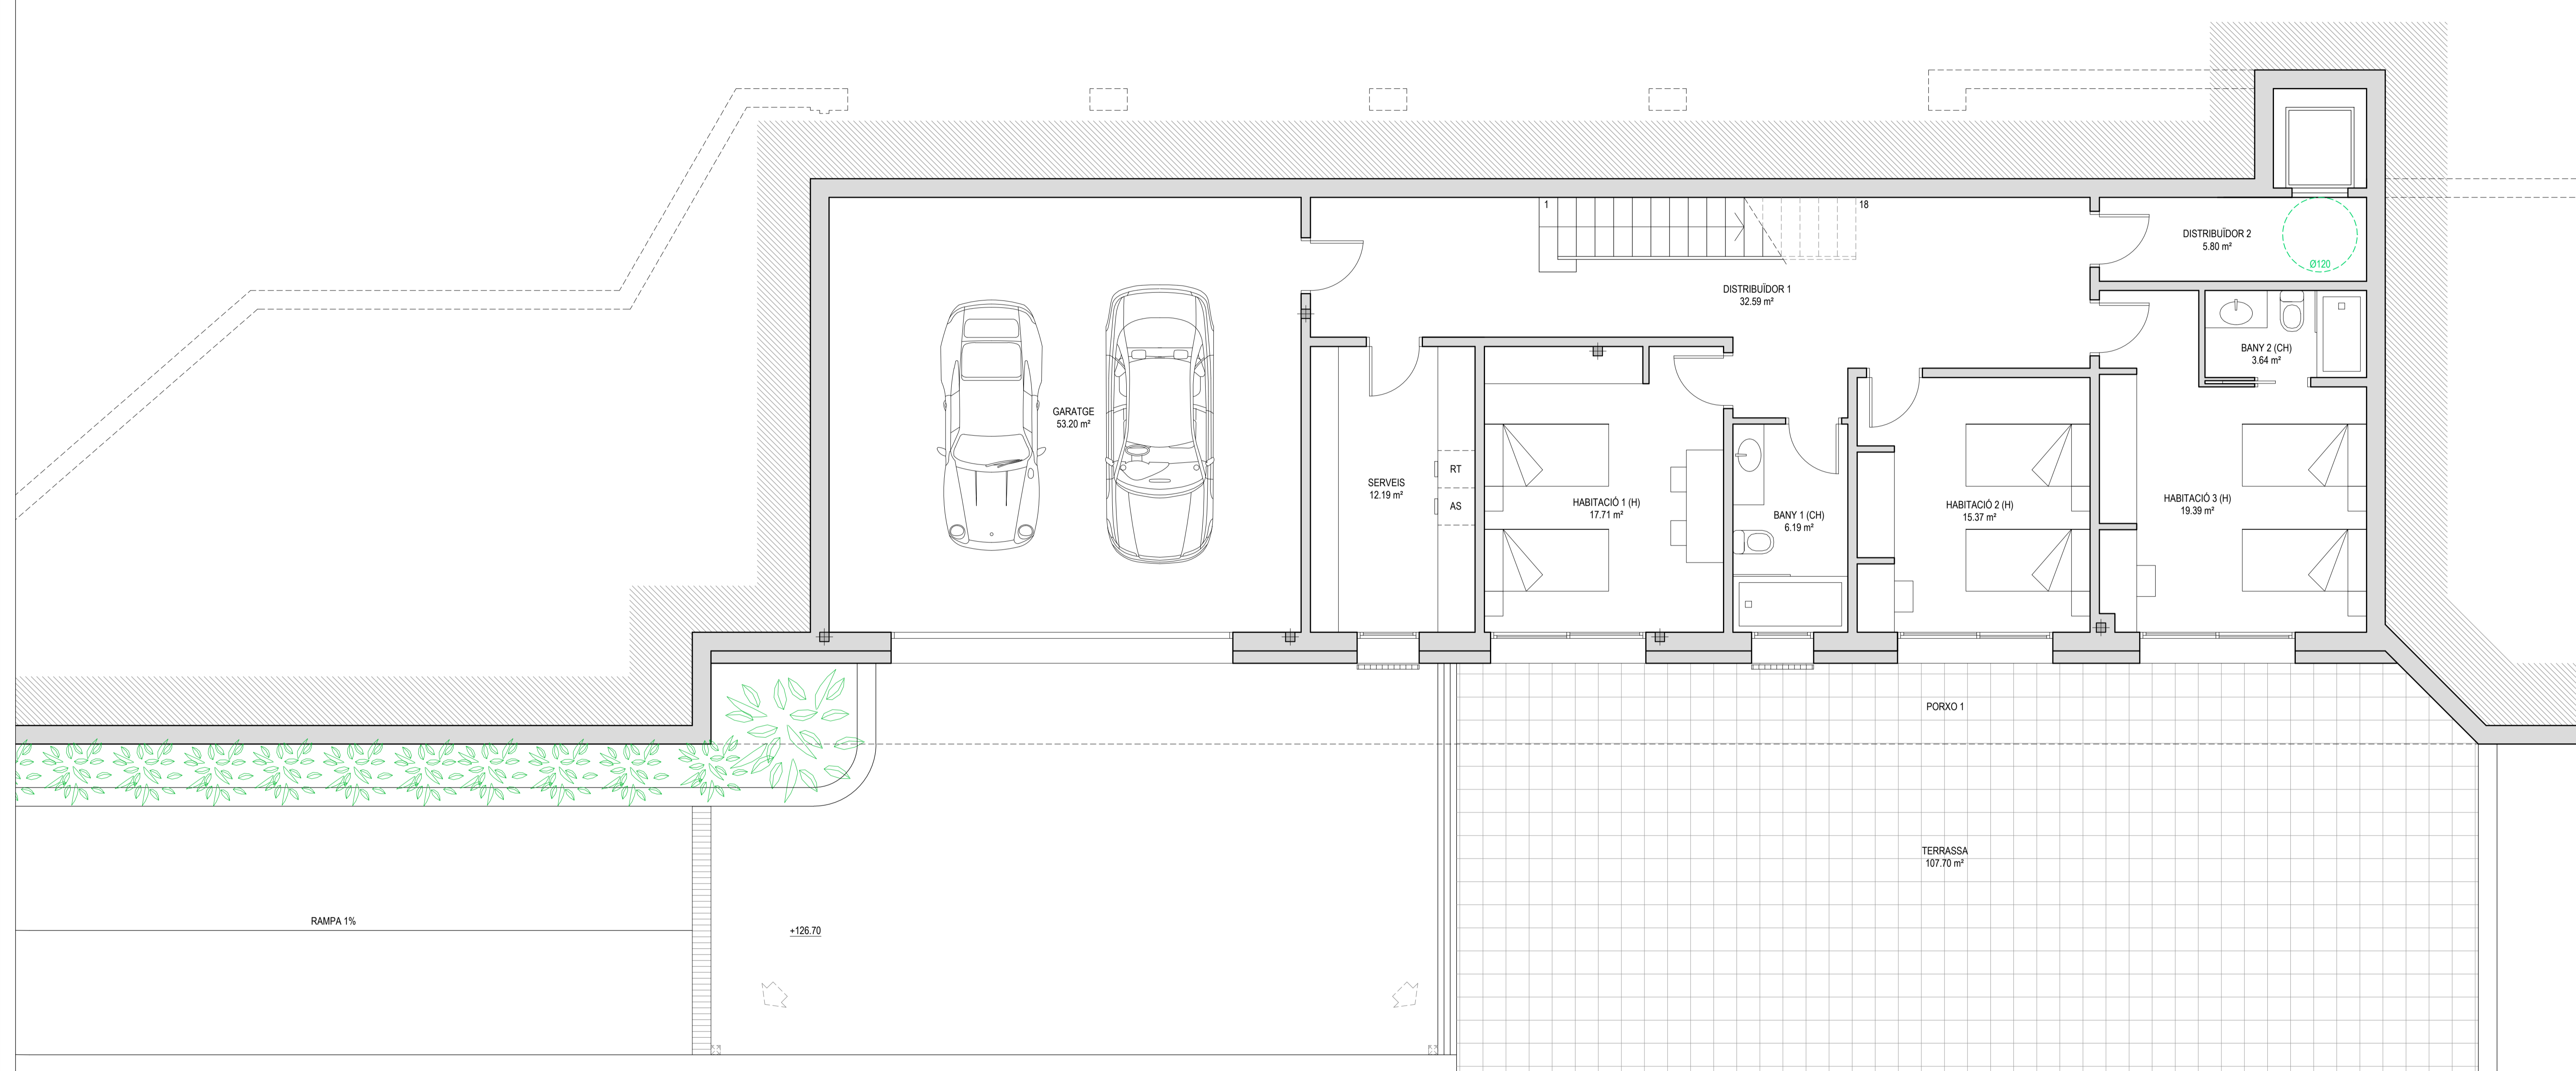 1
18
DISTRIBUÏDOR 2
5.80 m²
Ø120
DISTRIBUÏDOR 1
32.59 m²
BANY 2 (CH)
3.64 m²
GARATGE
53.20 m²
RT
SERVEIS
12.19 m²
AS
HABITACIÓ 1 (H)
17.71 m²
BANY 1 (CH)
6.19 m²
HABITACIÓ 2 (H)
15.37 m²
HABITACIÓ 3 (H)
19.39 m²
PORXO 1
TERRASSA
107.70 m²
RAMPA 1%
+126.70